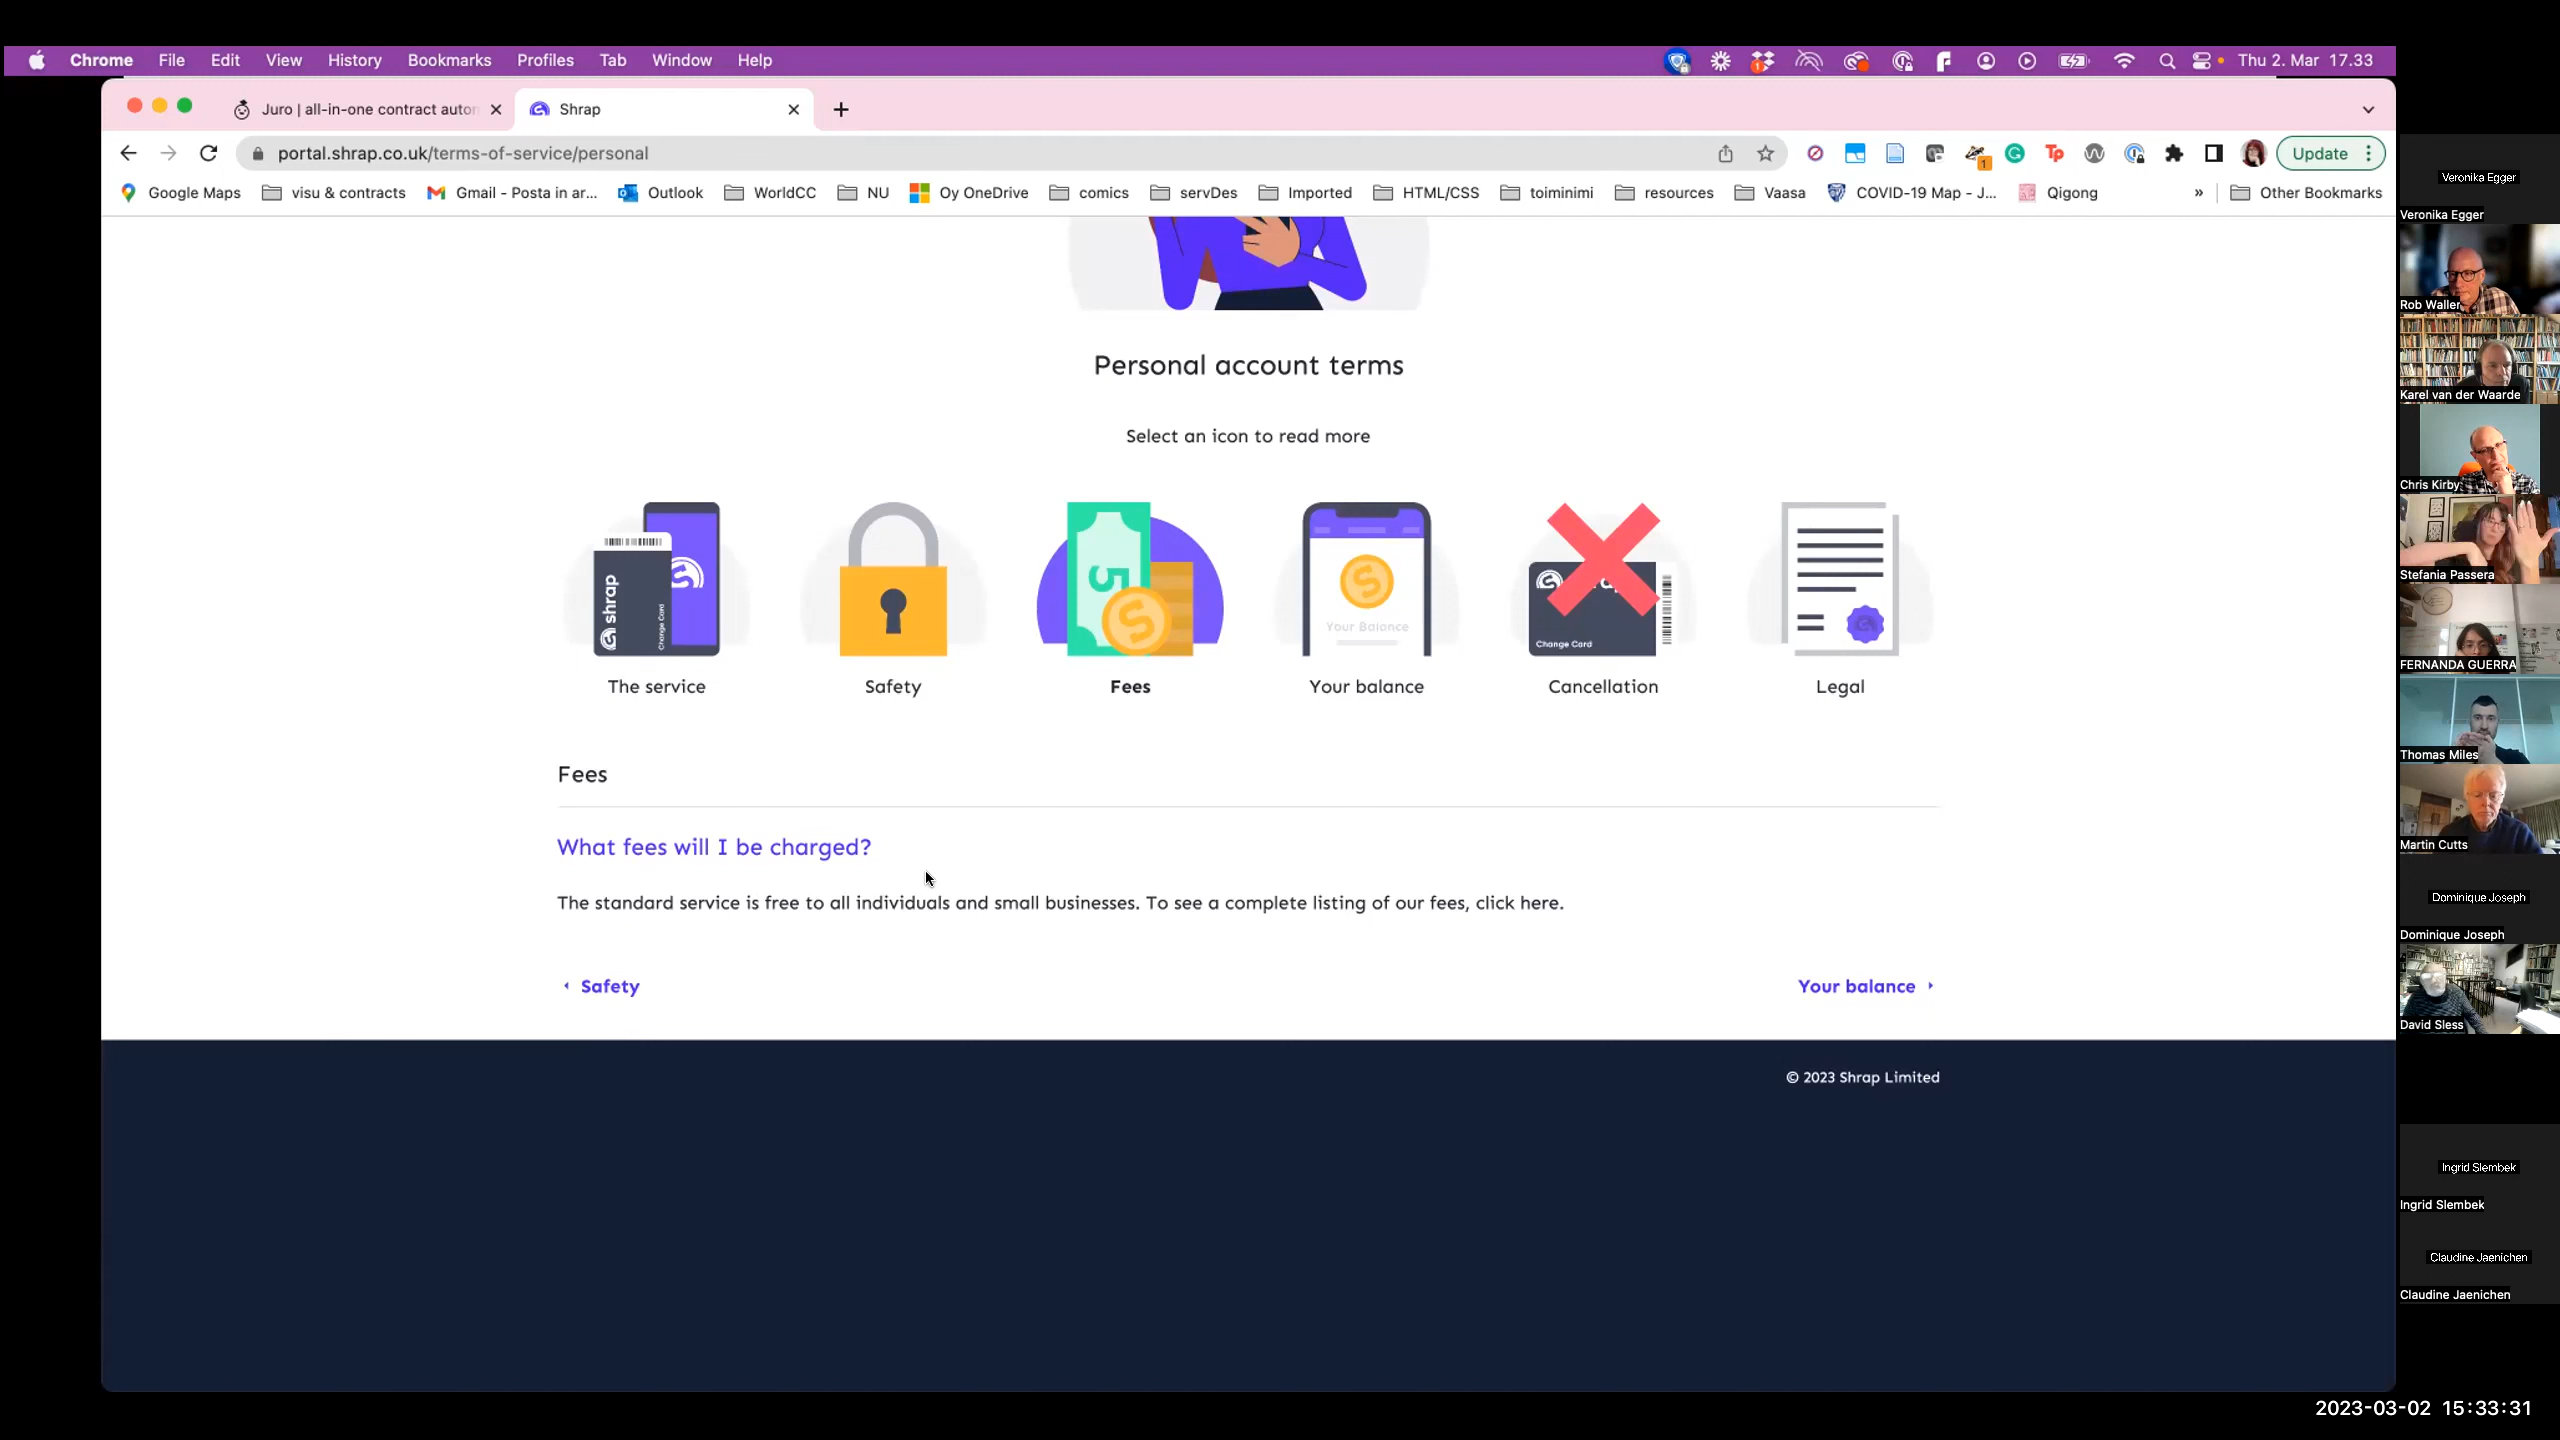 Chrome File Edit View History Bookmarks Profiles Tab Window Help
1
Thu 2. Mar 17.33
Juro | all-in-one contract autom
Shrap
portal.shrap.co.uk/terms-of-service/personal
1
Tp
Update
Google Maps
visu & contracts
Gmail - Posta in ar...
Outlook
WorldCC
NU
Oy OneDrive
comics
servDes
Imported
HTML/CSS
toiminimi
resources
Vaasa
COVID-19 Map - J...
Qigong
»
Other Bookmarks
Personal account terms
Select an icon to read more
shrap
Change Card
5
S
S
Your Balance
Change Card
The service
Safety
Fees
Your balance
Cancellation
Legal
Fees
What fees will I be charged?
The standard service is free to all individuals and small businesses. To see a complete listing of our fees, click here.
Safety
Your balance
© 2023 Shrap Limited
Veronika Egger
Veronika Egger
Rob Waller
Karel van der Waarde
Chris Kirby
Stefania Passera
FERNANDA GUERRA
Thomas Miles
Martin Cutts
Dominique Joseph
Dominique Joseph
David Sless
Ingrid Slembek
Ingrid Slembek
Claudine Jaenichen
Claudine Jaenichen
2023-03-02 15:33:31